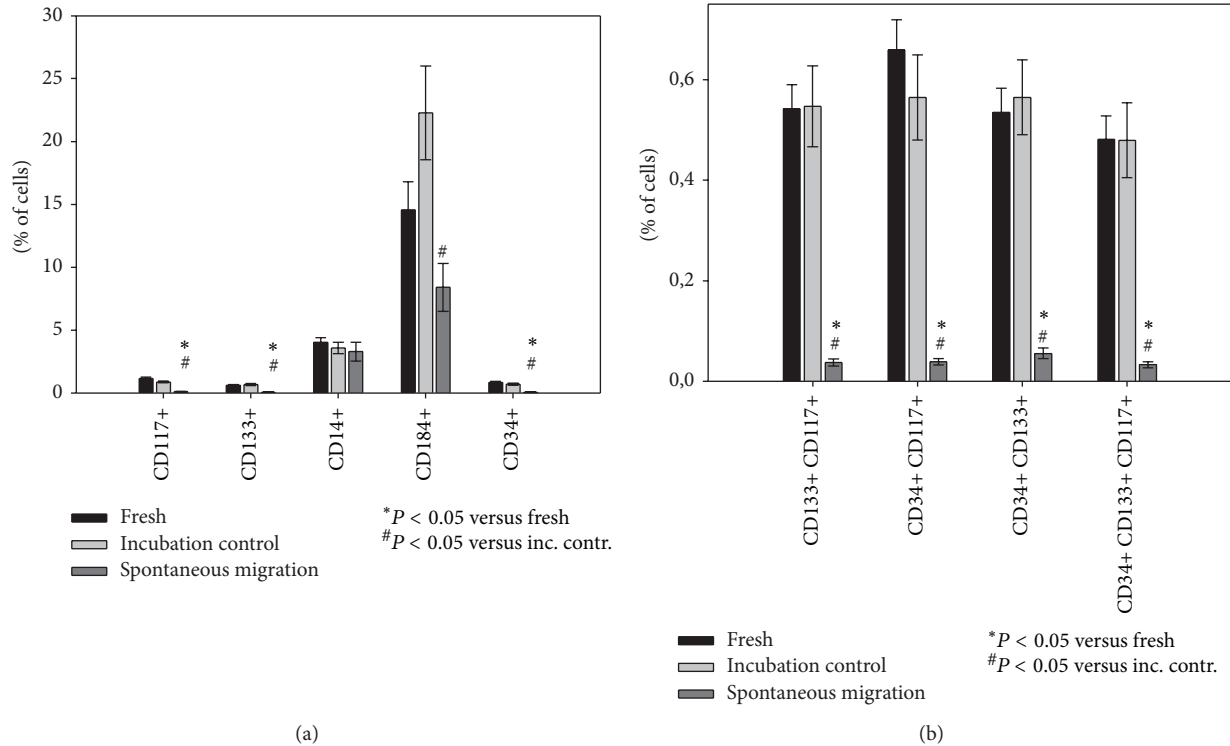 30
25
20
15
10
5
0
(% of cells)
*
#
*
#
#
*
#
CD117+
CD133+
CD14+
CD184+
CD34+
Fresh
Incubation control
Spontaneous migration
*P < 0.05 versus fresh
#P < 0.05 versus inc. contr.
(a)
0,6
0,4
0,2
0,0
(% of cells)
*
#
*
#
*
#
*
#
CD133+ CD117+
CD34+ CD117+
CD34+ CD133+
CD34+ CD133+ CD117+
Fresh
Incubation control
Spontaneous migration
*P < 0.05 versus fresh
#P < 0.05 versus inc. contr.
(b)